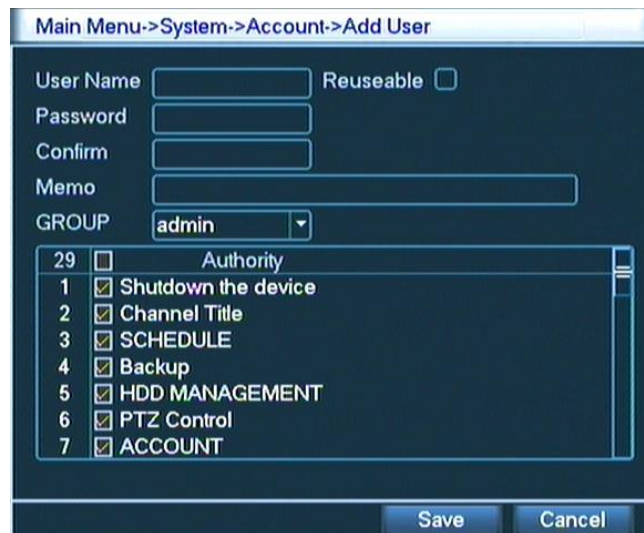 Main Menu->System->Account->Add User
User Name Reuseable
Password
Confirm
Memo
GROUP admin
29 Authority
1 Shutdown the device
2 Channel Title
3 SCHEDULE
4 Backup
5 HDD MANAGEMENT
6 PTZ Control
7 ACCOUNT
Save Cancel